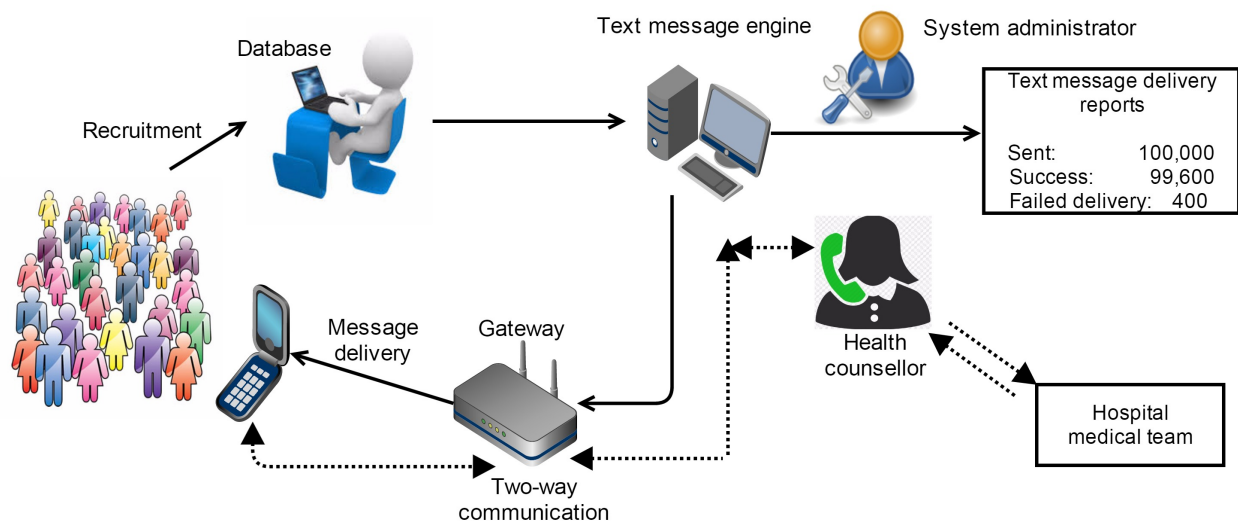 Text message engine
System administrator
Database
Recruitment
Text message delivery
reports
Sent: 100,000
Success: 99,600
Failed delivery: 400
Message
delivery
Gateway
Health
counsellor
Hospital
medical team
Two-way
communication